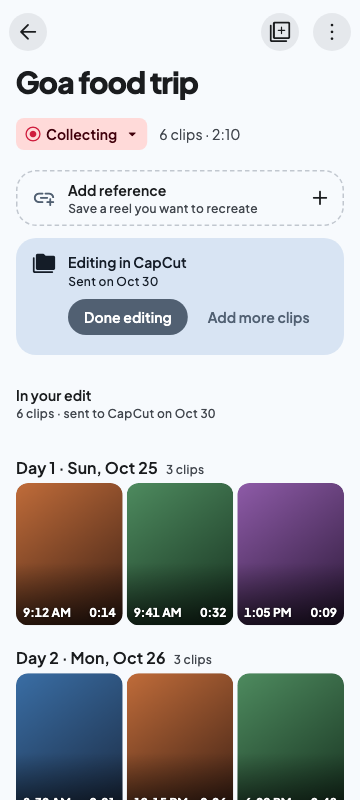 Goa food trip
Collecting
6 clips · 2:10
Add reference
Save a reel you want to recreate
Editing in CapCut
Sent on Oct 30
Done editing
Add more clips
In your edit
6 clips · sent to CapCut on Oct 30
Day 1 · Sun, Oct 25 3 clips
9:12 AM 0:14
9:41 AM 0:32
1:05 PM 0:09
Day 2 · Mon, Oct 26 3 clips